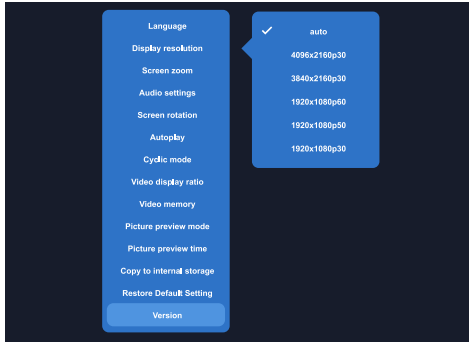 Language
Display resolution
Screen zoom
Audio settings
Screen rotation
Autoplay
Cyclic mode
Video display ratio
Video memory
Picture preview mode
Picture preview time
Copy to internal storage
Restore Default Setting
Version
auto
4096x2160p30
3840x2160p30
1920x1080p60
1920x1080p50
1920x1080p30